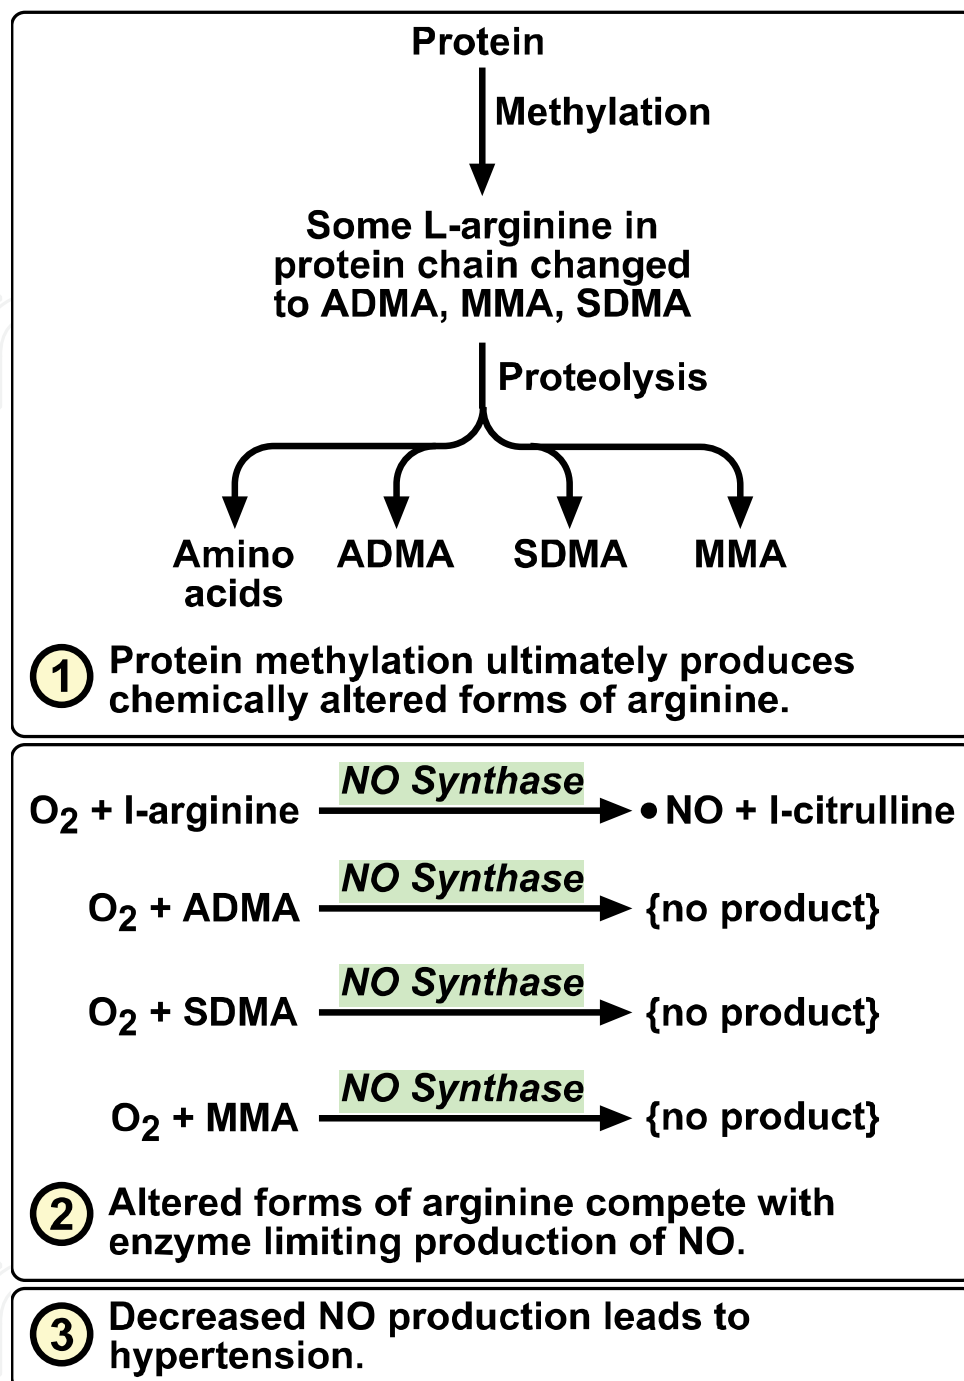 Protein
Methylation
Some L-arginine in
protein chain changed
to ADMA, MMA, SDMA
Proteolysis
Amino acids
ADMA
SDMA
MMA
1 Protein methylation ultimately produces
chemically altered forms of arginine.
O2 + l-arginine NO Synthase •NO + l-citrulline
O2 + ADMA NO Synthase {no product}
O2 + SDMA NO Synthase {no product}
O2 + MMA NO Synthase {no product}
2 Altered forms of arginine compete with
enzyme limiting production of NO.
3 Decreased NO production leads to
hypertension.